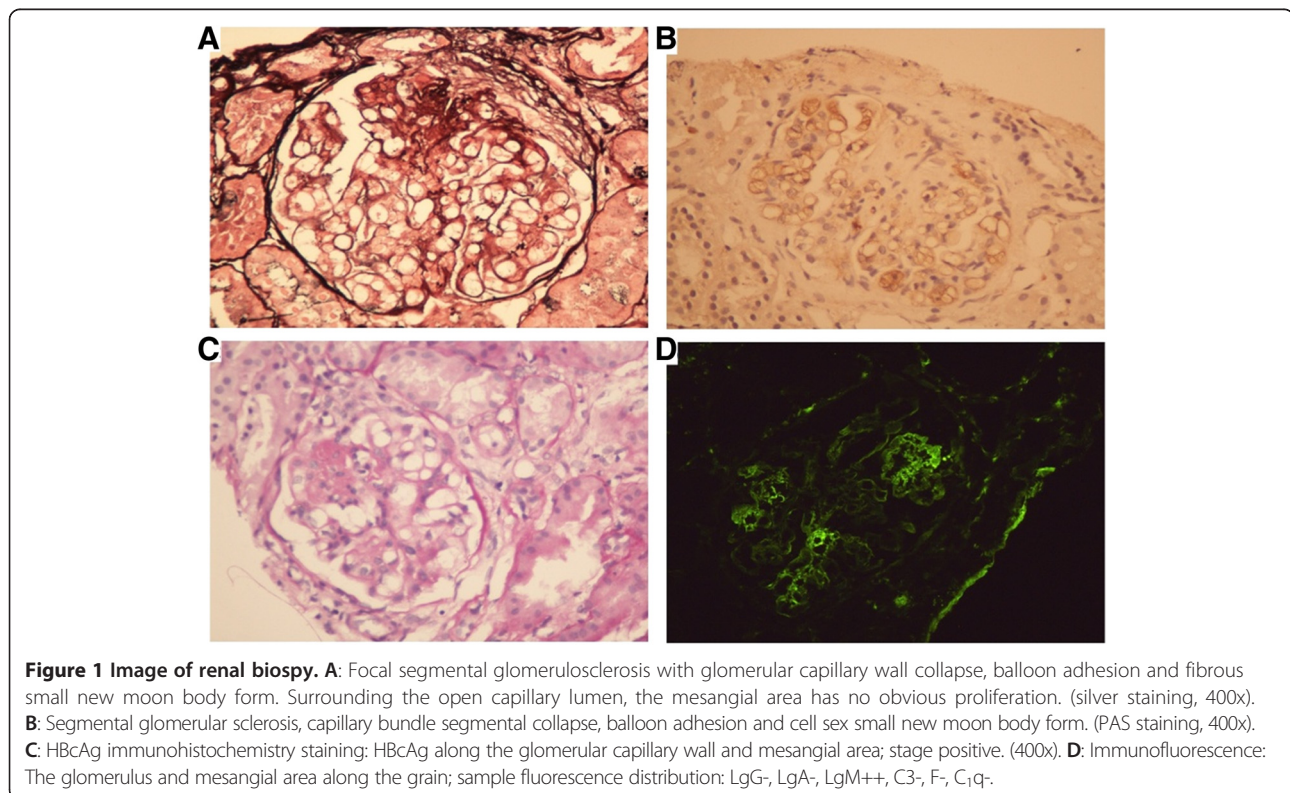 A
B
C
D
Figure 1 Image of renal biospy. A: Focal segmental glomerulosclerosis with glomerular capillary wall collapse, balloon adhesion and fibrous
small new moon body form. Surrounding the open capillary lumen, the mesangial area has no obvious proliferation. (silver staining, 400x).
B: Segmental glomerular sclerosis, capillary bundle segmental collapse, balloon adhesion and cell sex small new moon body form. (PAS staining, 400x).
C: HBcAg immunohistochemistry staining: HBcAg along the glomerular capillary wall and mesangial area; stage positive. (400x). D: Immunofluorescence:
The glomerulus and mesangial area along the grain; sample fluorescence distribution: LgG-, LgA-, LgM++, C3-, F-, C₁q-.